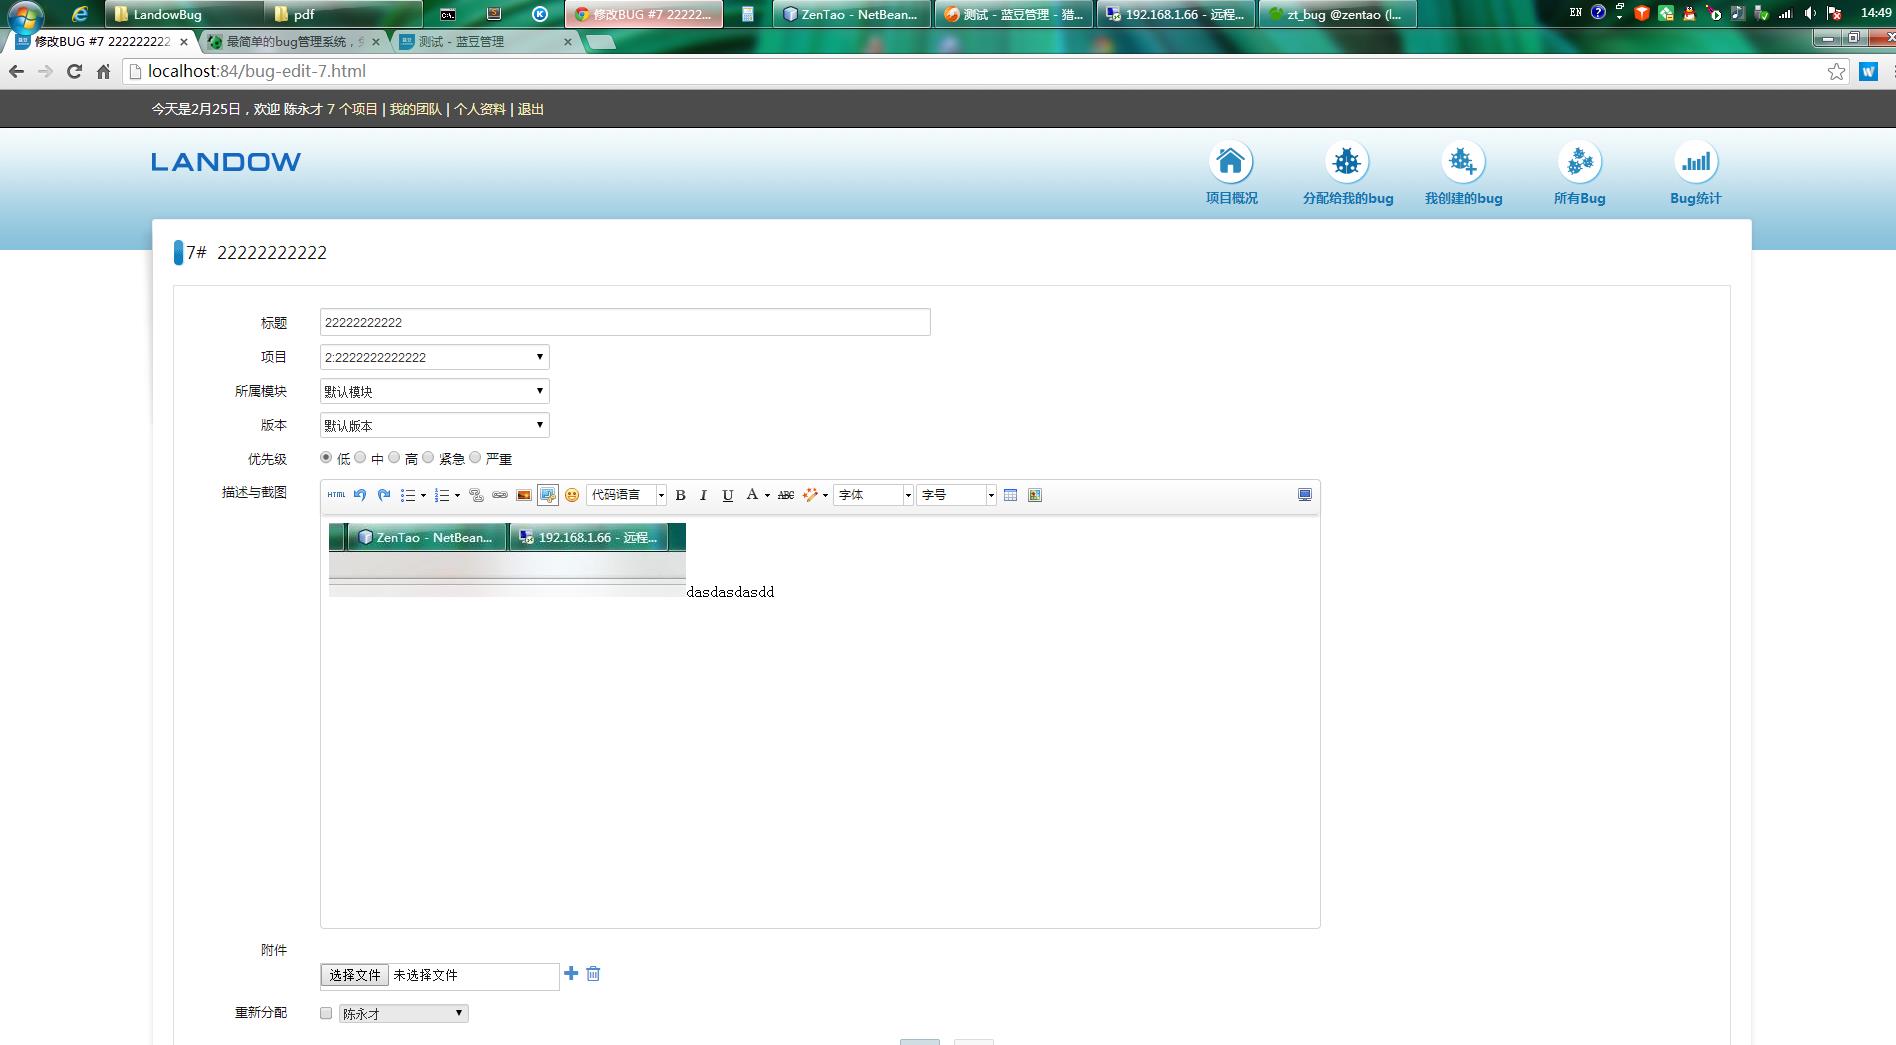 LandowBug
pdf
修改BUG #7 22222...
ZenTao - NetBean...
测试 - 蓝豆管理 - 猎...
192.168.1.66 - 远程...
zt_bug @zentao (l...
EN
14:49
修改BUG #7 222222222
最简单的bug管理系统，
测试 - 蓝豆管理
localhost:84/bug-edit-7.html
今天是2月25日，欢迎 陈永才 7 个项目 | 我的团队 | 个人资料 | 退出
LANDOW
项目概况
分配给我的bug
我创建的bug
所有Bug
Bug统计
7# 22222222222
标题
22222222222
项目
2:2222222222222
所属模块
默认模块
版本
默认版本
优先级
低 中 高 紧急 严重
描述与截图
HTML
代码语言
B I U A ABC
字体
字号
ZenTao - NetBean...
192.168.1.66 - 远程...
dasdasdasdd
附件
选择文件 未选择文件
重新分配
陈永才